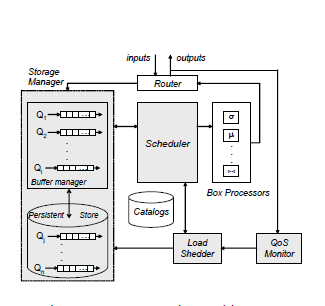 inputs outputs
Storage
Manager
Router
Q1
Q2
Qi
Buffer manager
Persistent Store
Qj
Qn
Scheduler
σ
μ
⋈
Box Processors
Catalogs
Load
Shedder
QoS
Monitor